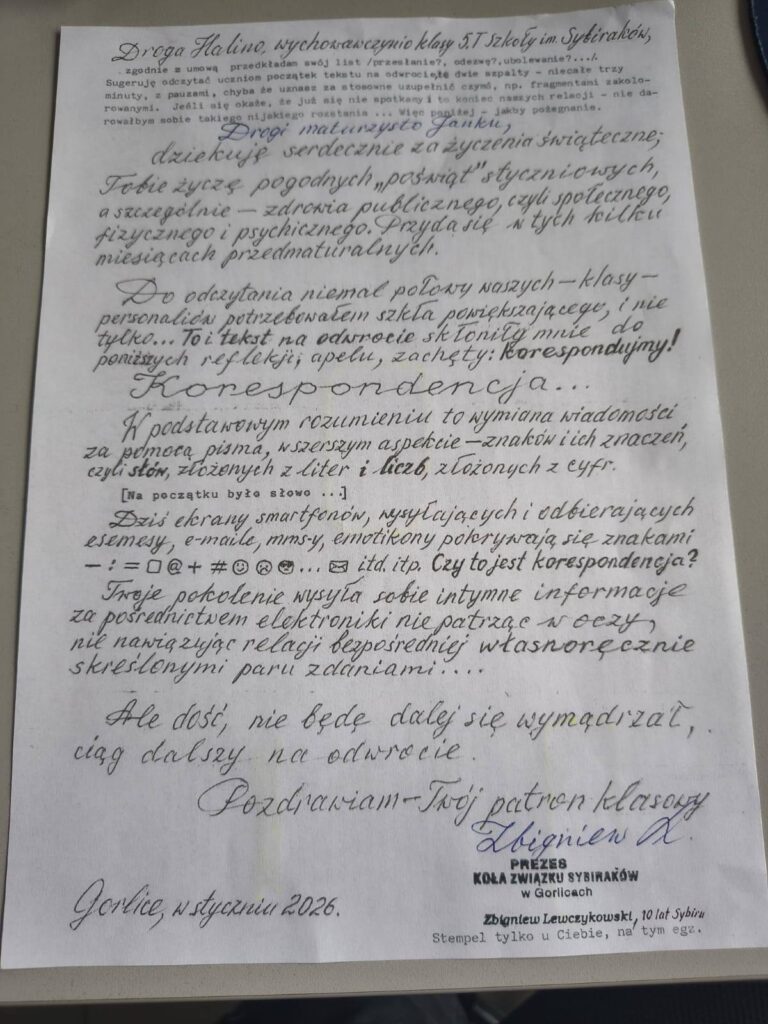 Droga Halino, wychowawczynio klasy 5.T Szkoły im. Sybiraków,
zgodnie z umową przedkładam swój list /przesłanie?, odezwę?,ubolewanie?.../.
Sugeruję odczytać uczniom początek tekstu na odwrocie,tę dwie szpalty - niecałe trzy
minuty, z pauzami, chyba że uznasz za stosowne uzupełnić czymś, np. fragmentami zakolo-
rowanymi. Jeśli się okaże, że już się nie spotkamy i to koniec naszych relacji - nie da-
rowałbym sobie takiego nijakiego rozstania ... Więc poniżej - jakby pożegnanie.
Drogi maturzysto Janku,
dziekuję serdecznie za życzenia świąteczne;
Tobie życzę pogodnych „poświąt" styczniowych,
a szczególnie — zdrowia publicznego, czyli społecznego,
fizycznego i psychicznego. Przyda się w tych kilku
miesiącach przedmaturalnych.
Do odczytania niemal połowy waszych — klasy —
personaliów potrzebowałem szkła powiększającego, i nie
tylko... To i tekst na odwrocie skłoniły mnie do
poniższych refleksji, apelu, zachęty: korespondujmy!
Korespondencja...
W podstawowym rozumieniu to wymiana wiadomości
za pomocą pisma, w szerszym aspekcie — znaków i ich znaczeń,
czyli słów, złożonych z liter i liczb, złożonych z cyfr.
[Na początku było słowo ...]
Dziś ekrany smartfonów, wysyłających i odbierających
esemesy, e-maile, mms-y, emotikony pokrywają się znakami
— : = □ @ + # ☺ ☹ 😎 ... ✉ itd. itp. Czy to jest korespondencja?
Twoje pokolenie wysyła sobie intymne informacje
za pośrednictwem elektroniki nie patrząc w oczy,
nie nawiązując relacji bezpośredniej własnoręcznie
skreślonymi paru zdaniami....
Ale dość, nie będę dalej się wymądrzał,
ciąg dalszy na odwrocie.
Pozdrawiam — Twój patron klasowy
Zbigniew L.
PREZES
KOŁA ZWIĄZKU SYBIRAKÓW
w Gorlicach
Zbigniew Lewczykowski, 10 lat Sybiru
Gorlice, w styczniu 2026.
Stempel tylko u Ciebie, na tym egz.